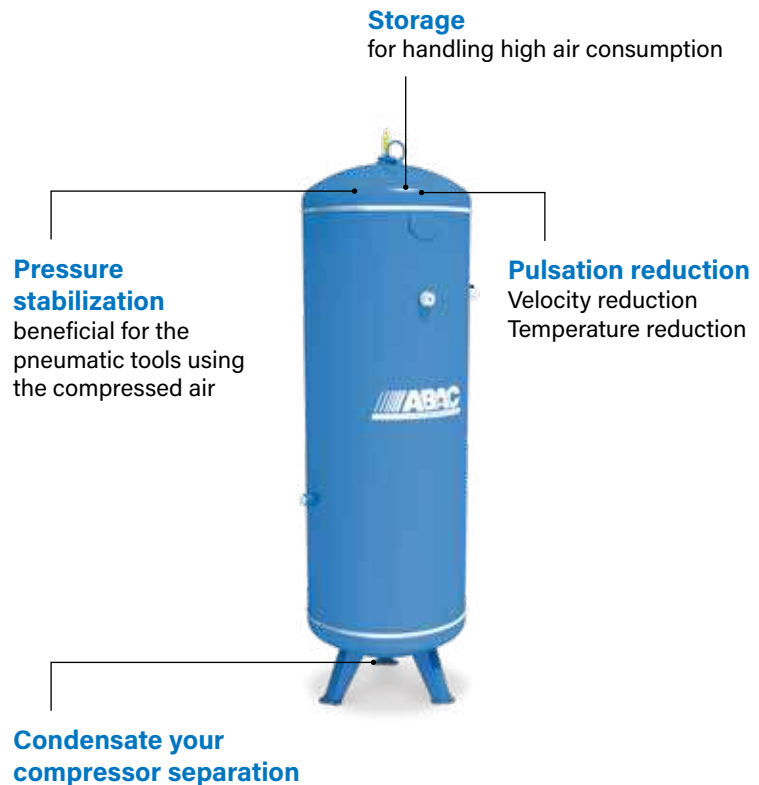 Storage
for handling high air consumption
Pressure
stabilization
beneficial for the
pneumatic tools using
the compressed air
Pulsation reduction
Velocity reduction
Temperature reduction
ABAC
Condensate your
compressor separation